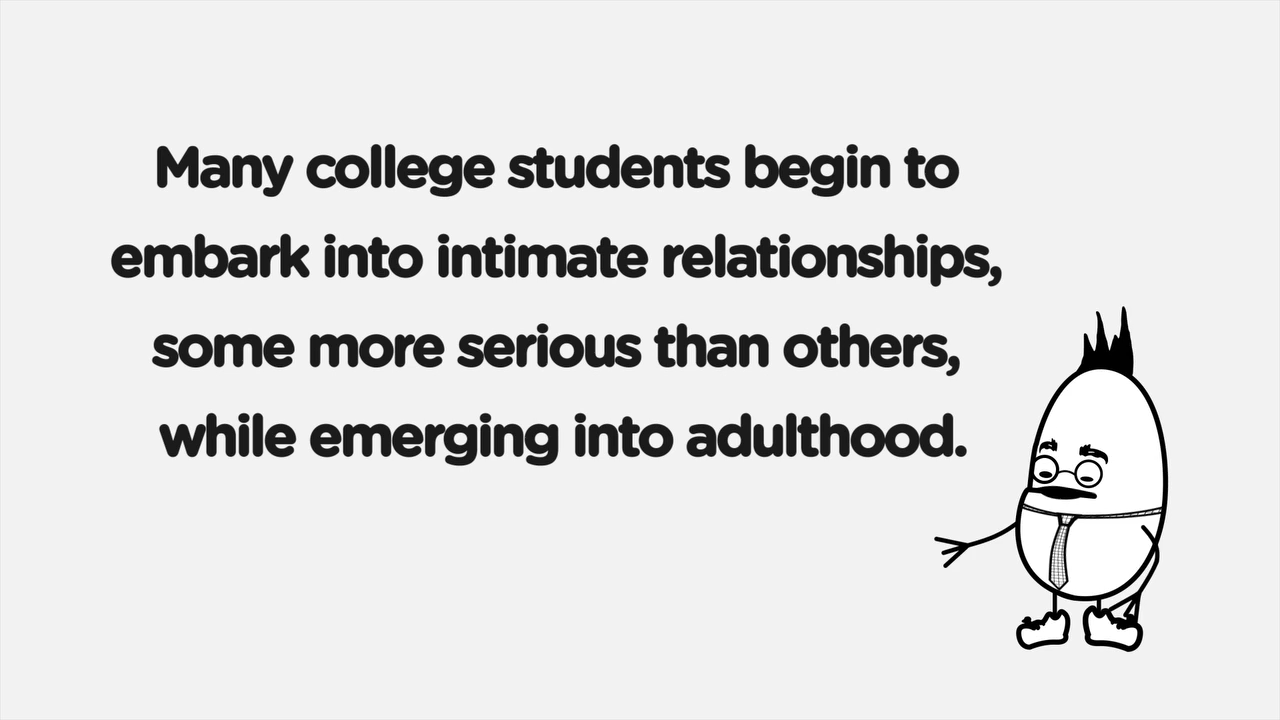 Many college students begin to
embark into intimate relationships,
some more serious than others,
while emerging into adulthood.